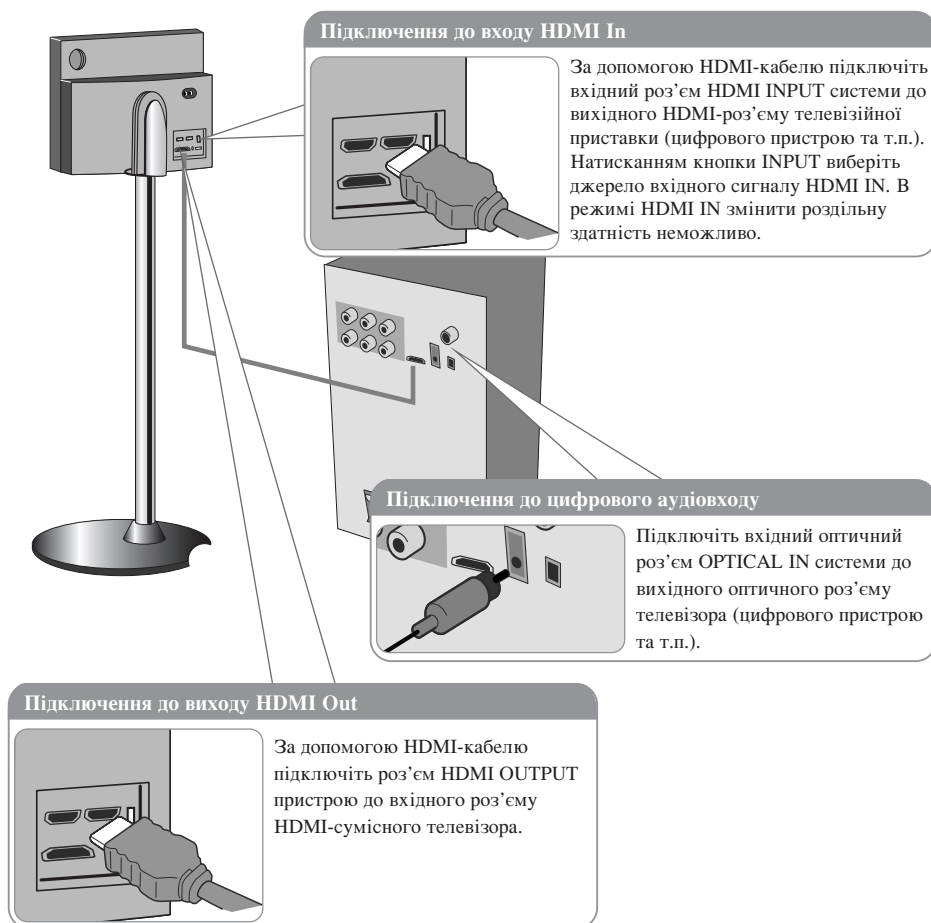 Підключення до входу HDMI In
За допомогою HDMI-кабелю підключіть
вхідний роз’єм HDMI INPUT системи до
вихідного HDMI-роз’єму телевізійної
приставки (цифрового пристрою та т.п.).
Натисканням кнопки INPUT виберіть
джерело вхідного сигналу HDMI IN. В
режимі HDMI IN змінити роздільну
здатність неможливо.
Підключення до цифрового аудіовходу
Підключіть вхідний оптичний
роз’єм OPTICAL IN системи до
вихідного оптичного роз’єму
телевізора (цифрового пристрою
та т.п.).
Підключення до виходу HDMI Out
За допомогою HDMI-кабелю
підключіть роз’єм HDMI OUTPUT
пристрою до вхідного роз’єму
HDMI-сумісного телевізора.